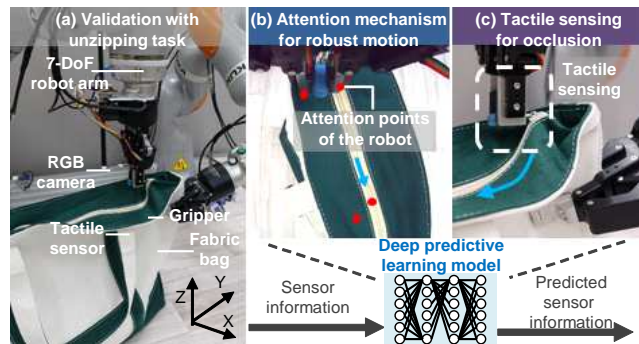 (a) Validation with
unzipping task
7-DoF
robot arm
RGB
camera
Tactile
sensor
Gripper
Fabric
bag
Z
Y
X
(b) Attention mechanism
for robust motion
Attention points
of the robot
(c) Tactile sensing
for occlusion
Tactile
sensing
Deep predictive
learning model
Sensor
information
Predicted
sensor
information